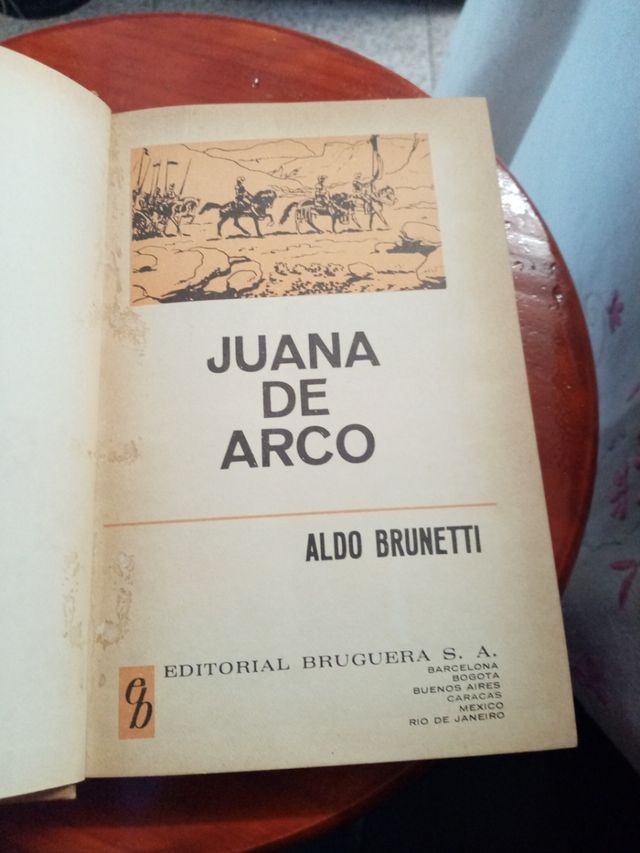 JUANA
DE
ARCO
ALDO BRUNETTI
eb
EDITORIAL BRUGUERA S. A.
BARCELONA
BOGOTA
BUENOS AIRES
CARACAS
MEXICO
RIO DE JANEIRO